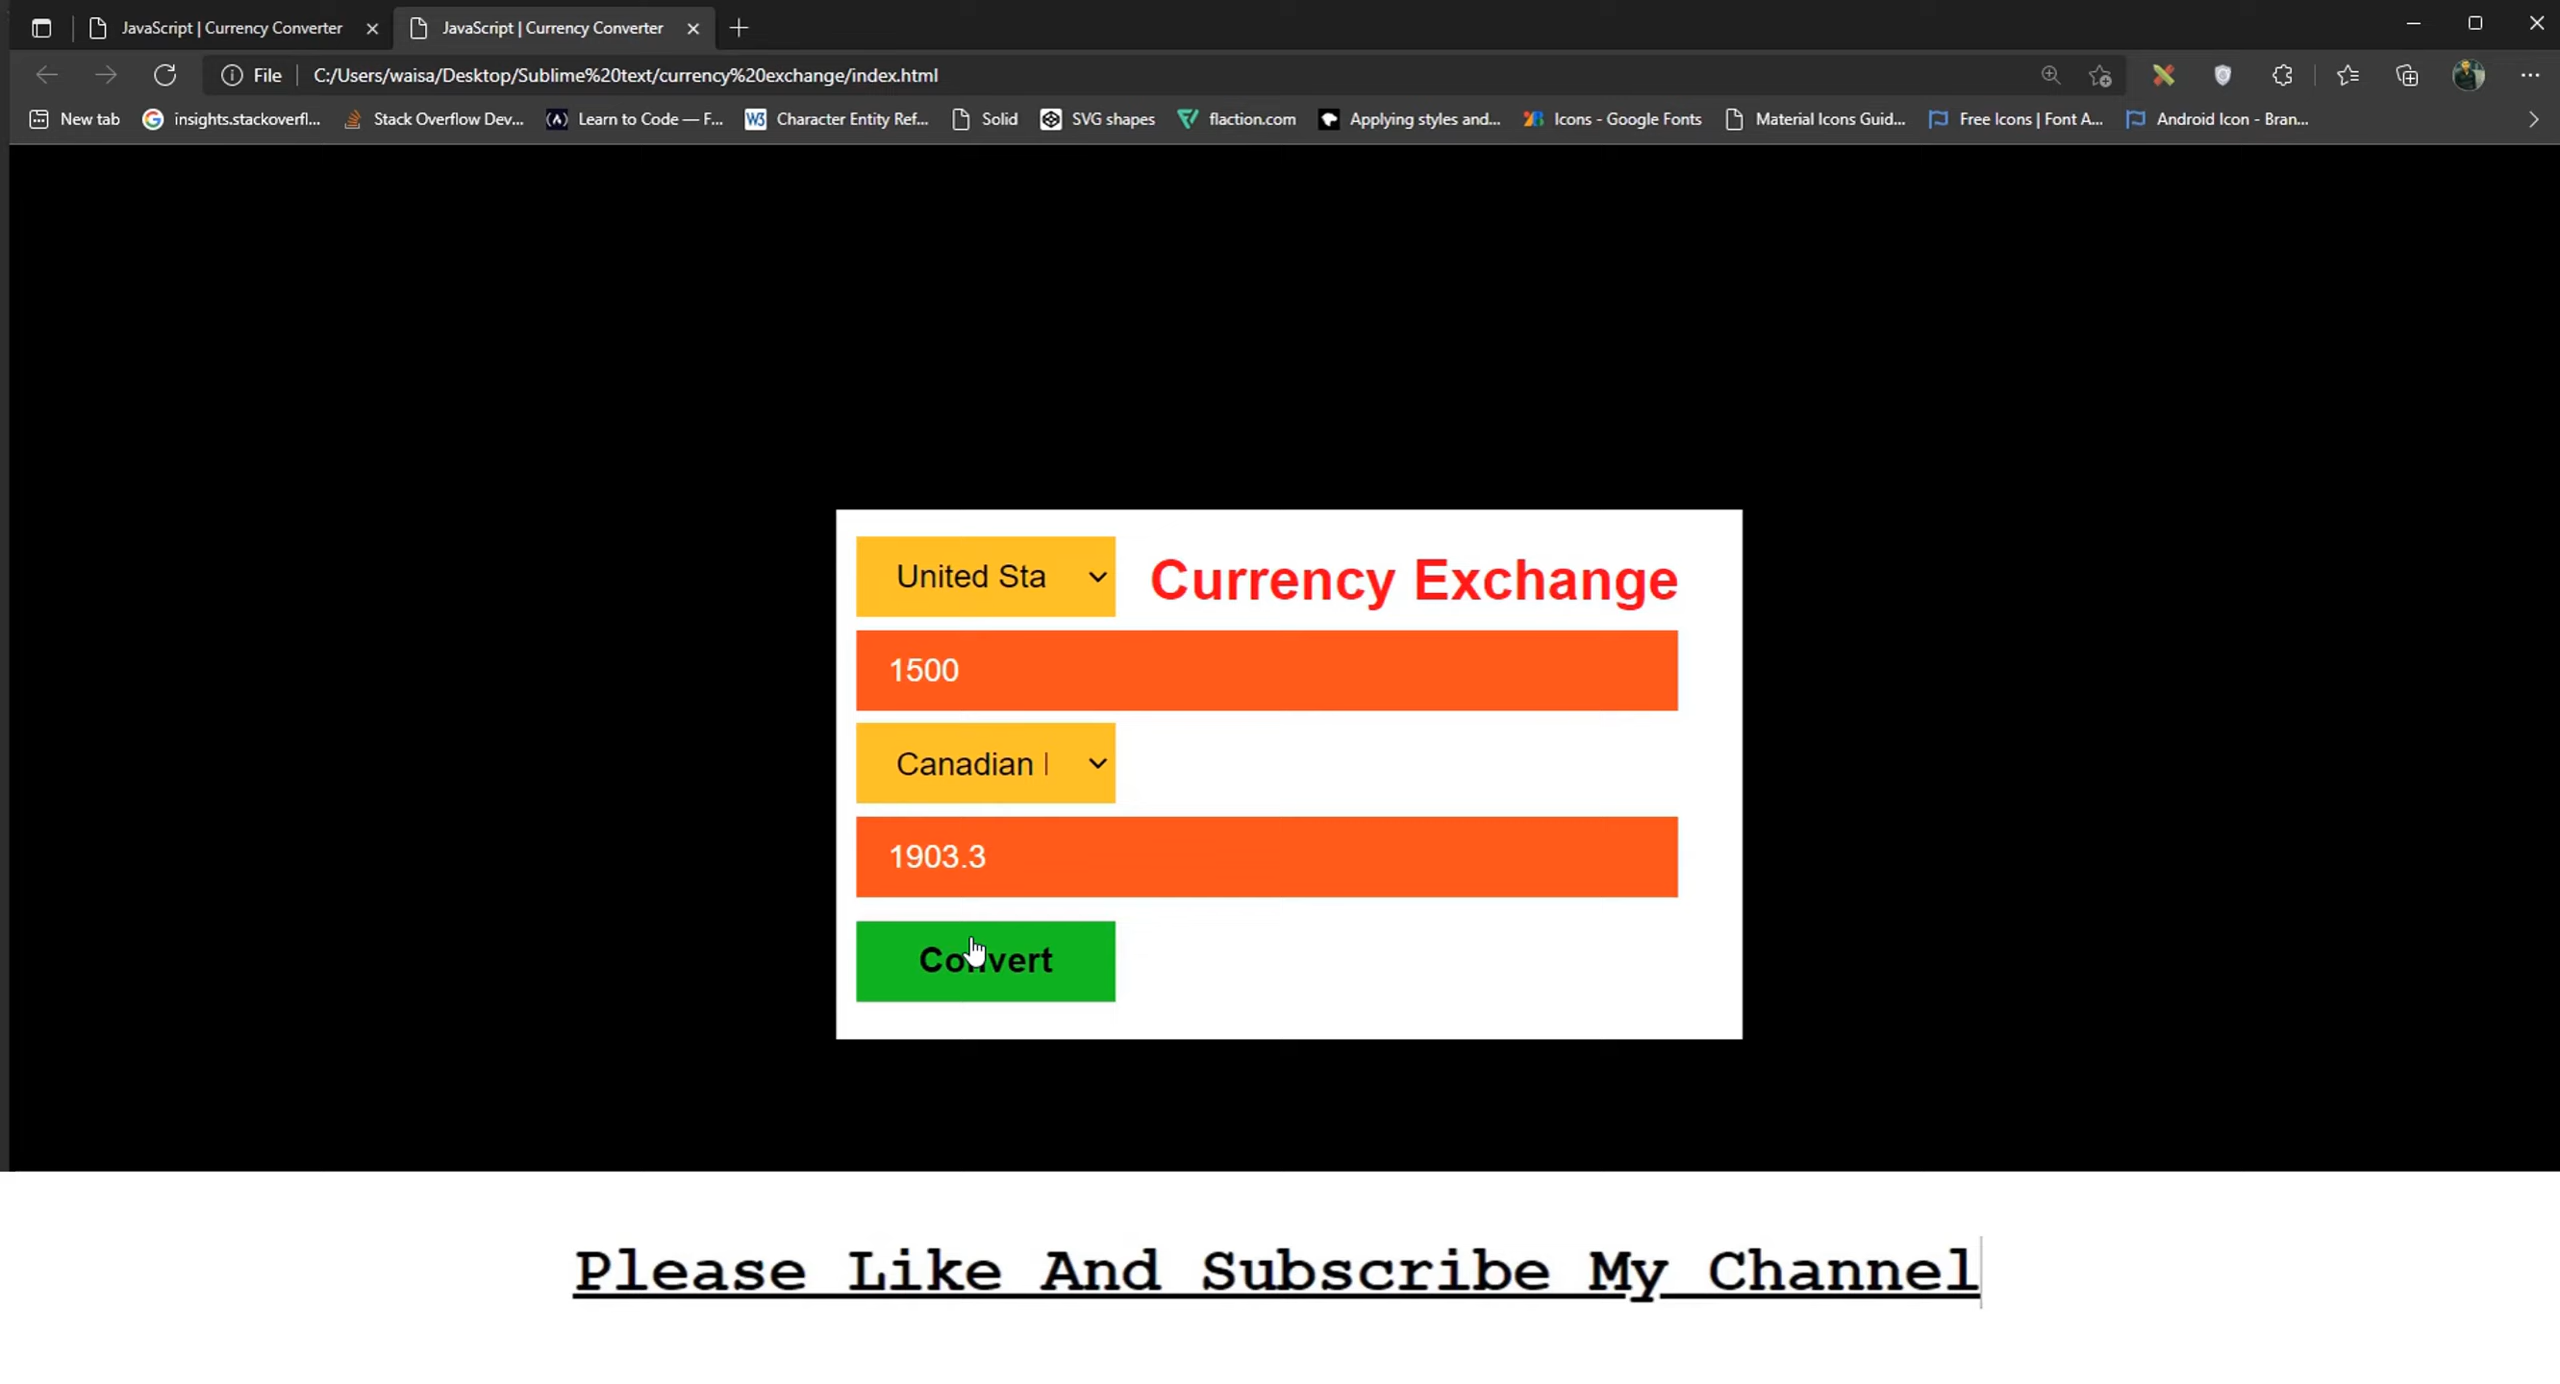 JavaScript | Currency Converter
JavaScript | Currency Converter
File
C:/Users/waisa/Desktop/Sublime%20text/currency%20exchange/index.html
New tab
insights.stackoverfl...
Stack Overflow Dev...
Learn to Code — F...
Character Entity Ref...
Solid
SVG shapes
flaction.com
Applying styles and...
Icons - Google Fonts
Material Icons Guid...
Free Icons | Font A...
Android Icon - Bran...
United Sta
Currency Exchange
1500
Canadian
1903.3
Convert
Please Like And Subscribe My Channel